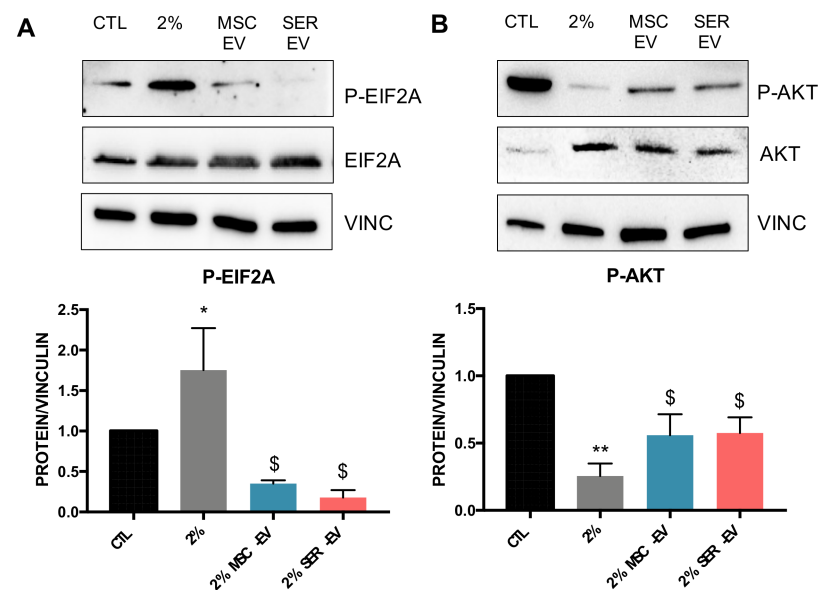 A
CTL 2% MSC EV SER EV
P-EIF2A
EIF2A
VINC
P-EIF2A
PROTEIN/VINCULIN
2.5
2.0
1.5
1.0
0.5
0.0
*
$
$
CTL
2%
2% MSC -EV
2% SER -EV
B
CTL 2% MSC EV SER EV
P-AKT
AKT
VINC
P-AKT
PROTEIN/VINCULIN
1.5
1.0
0.5
0.0
**
$
$
CTL
2%
2% MSC -EV
2% SER -EV